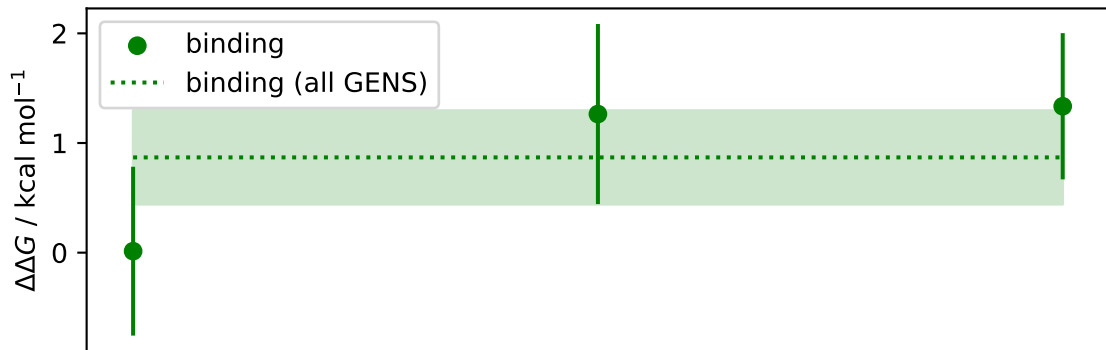 binding
binding (all GENS)
2
1
0
ΔΔG / kcal mol⁻¹